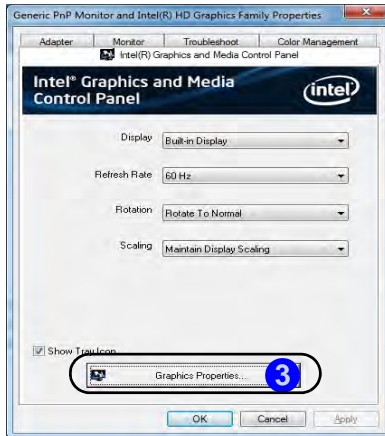 Generic PnP Monitor and Intel(R) HD Graphics Family Properties
Adapter Monitor Troubleshoot Color Management
Intel(R) Graphics and Media Control Panel
Intel® Graphics and Media
Control Panel
intel
Display Built-in Display
Refresh Rate 60 Hz
Rotation Rotate To Normal
Scaling Maintain Display Scaling
Show Tray Icon
Graphics Properties... 3
OK Cancel Apply